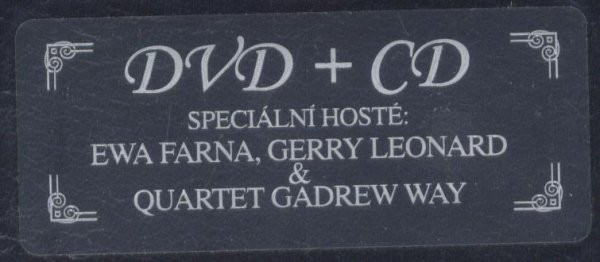 DVD + CD
SPECIÁLNÍ HOSTÉ:
EWA FARNA, GERRY LEONARD
&
QUARTET GADREW WAY